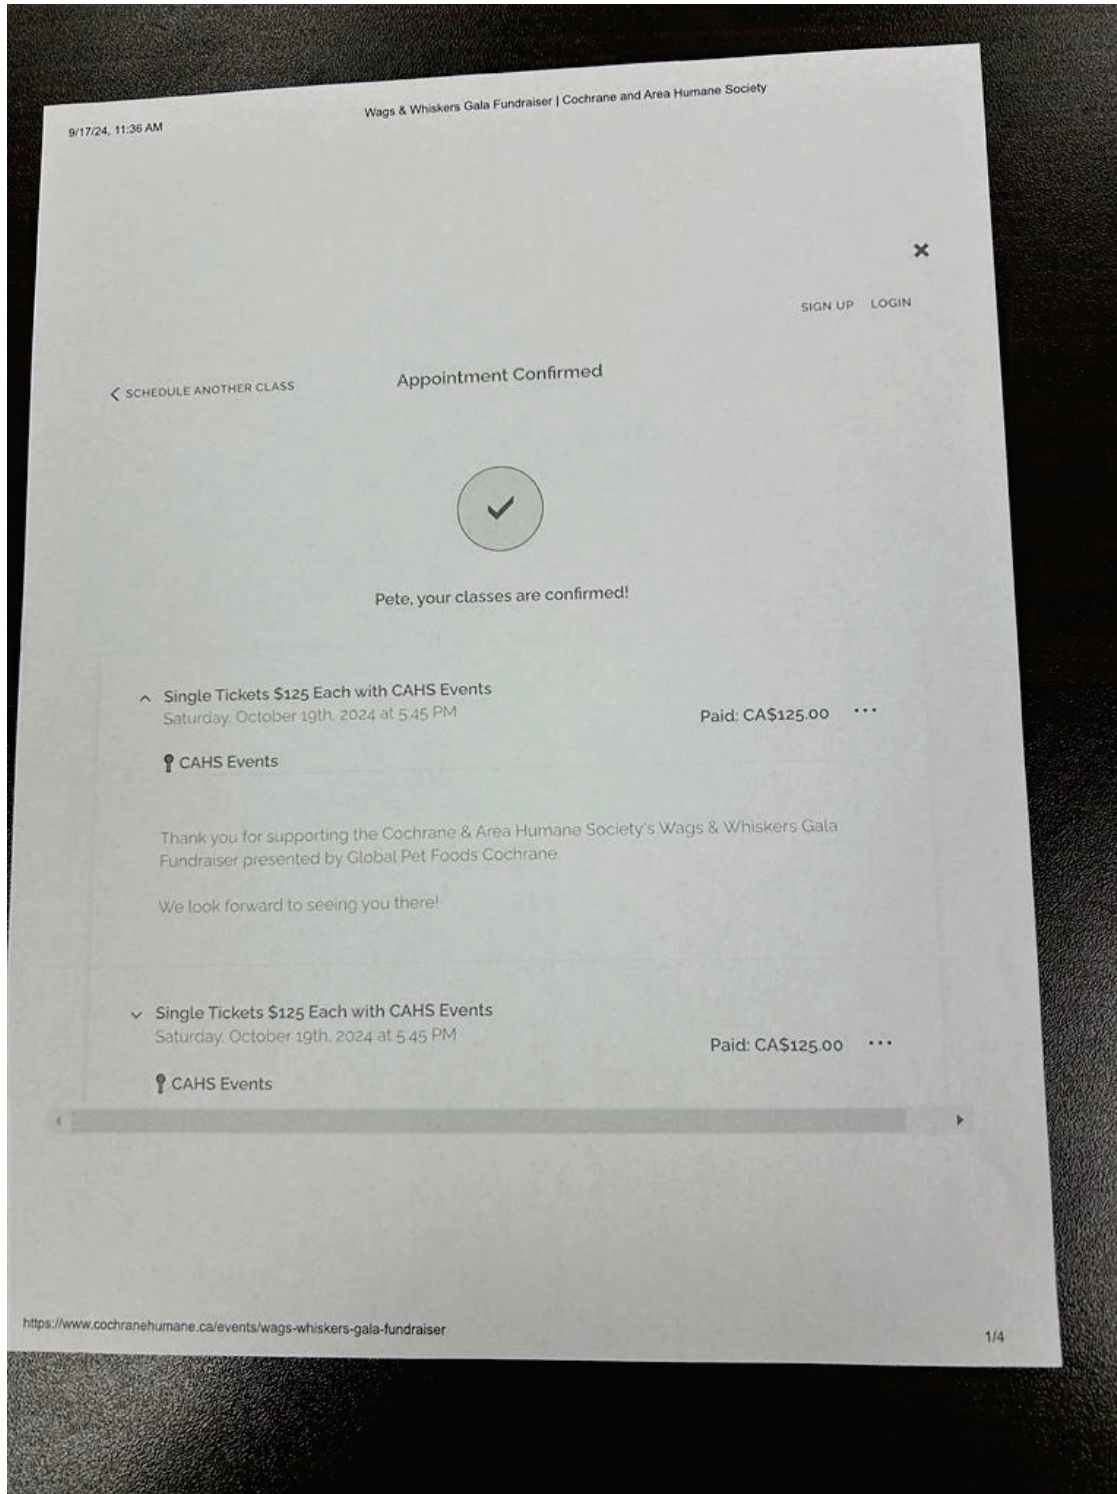 9/17/24, 11:36 AM
Wags & Whiskers Gala Fundraiser | Cochrane and Area Humane Society
SIGN UP LOGIN
SCHEDULE ANOTHER CLASS
Appointment Confirmed
Pete, your classes are confirmed!
Single Tickets $125 Each with CAHS Events
Saturday, October 19th, 2024 at 5:45 PM
Paid: CA$125.00 ...
CAHS Events
Thank you for supporting the Cochrane & Area Humane Society's Wags & Whiskers Gala
Fundraiser presented by Global Pet Foods Cochrane.
We look forward to seeing you there!
Single Tickets $125 Each with CAHS Events
Saturday, October 19th, 2024 at 5:45 PM
Paid: CA$125.00 ...
CAHS Events
https://www.cochranehumane.ca/events/wags-whiskers-gala-fundraiser
1/4